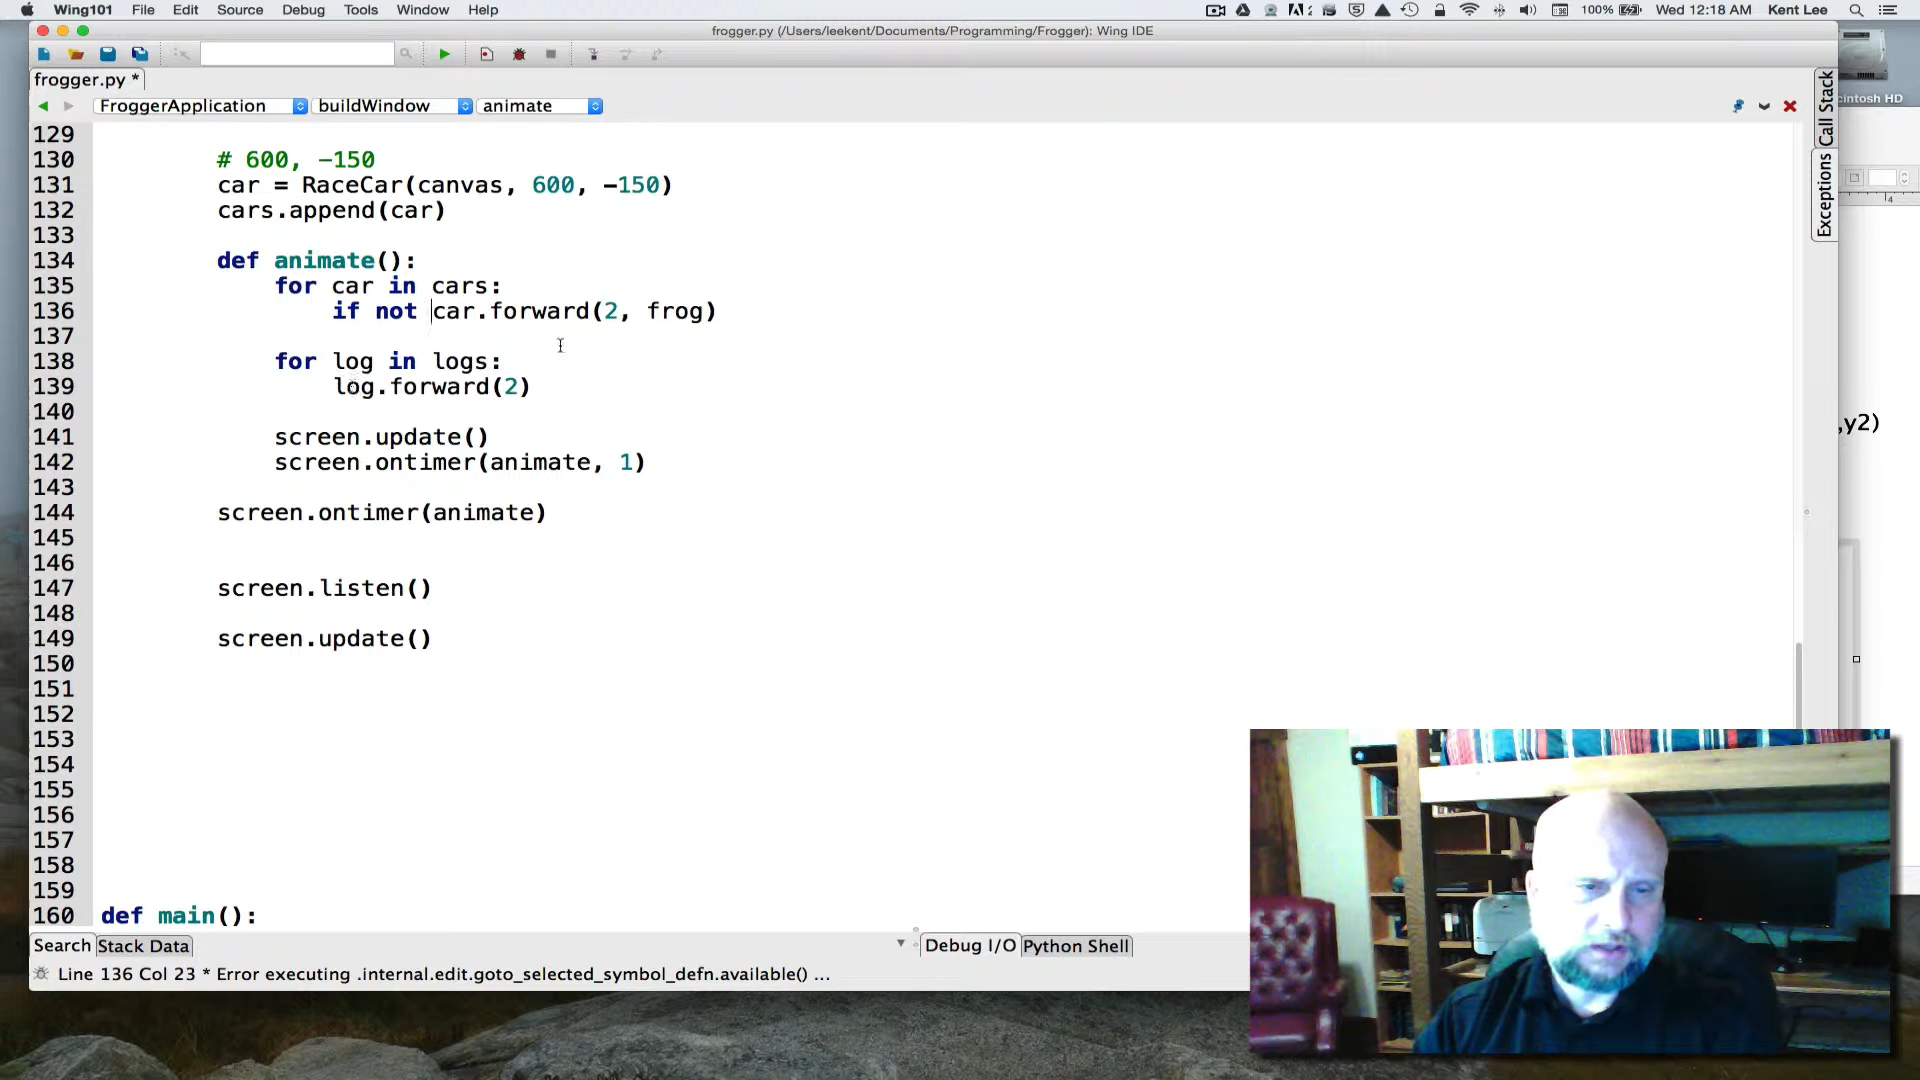 Wing101 File Edit Source Debug Tools Window Help 2 100% Wed 12:18 AM Kent Lee
frogger.py (/Users/leekent/Documents/Programming/Frogger): Wing IDE
frogger.py *
FroggerApplication buildWindow animate
Call Stack
Exceptions
intosh HD
4
,y2)
129
130 # 600, -150
131 car = RaceCar(canvas, 600, -150)
132 cars.append(car)
133
134 def animate():
135 for car in cars:
136 if not car.forward(2, frog)
137
138 for log in logs:
139 log.forward(2)
140
141 screen.update()
142 screen.ontimer(animate, 1)
143
144 screen.ontimer(animate)
145
146
147 screen.listen()
148
149 screen.update()
150
151
152
153
154
155
156
157
158
159
160 def main():
Search Stack Data Debug I/O Python Shell
Line 136 Col 23 * Error executing .internal.edit.goto_selected_symbol_defn.available() ...